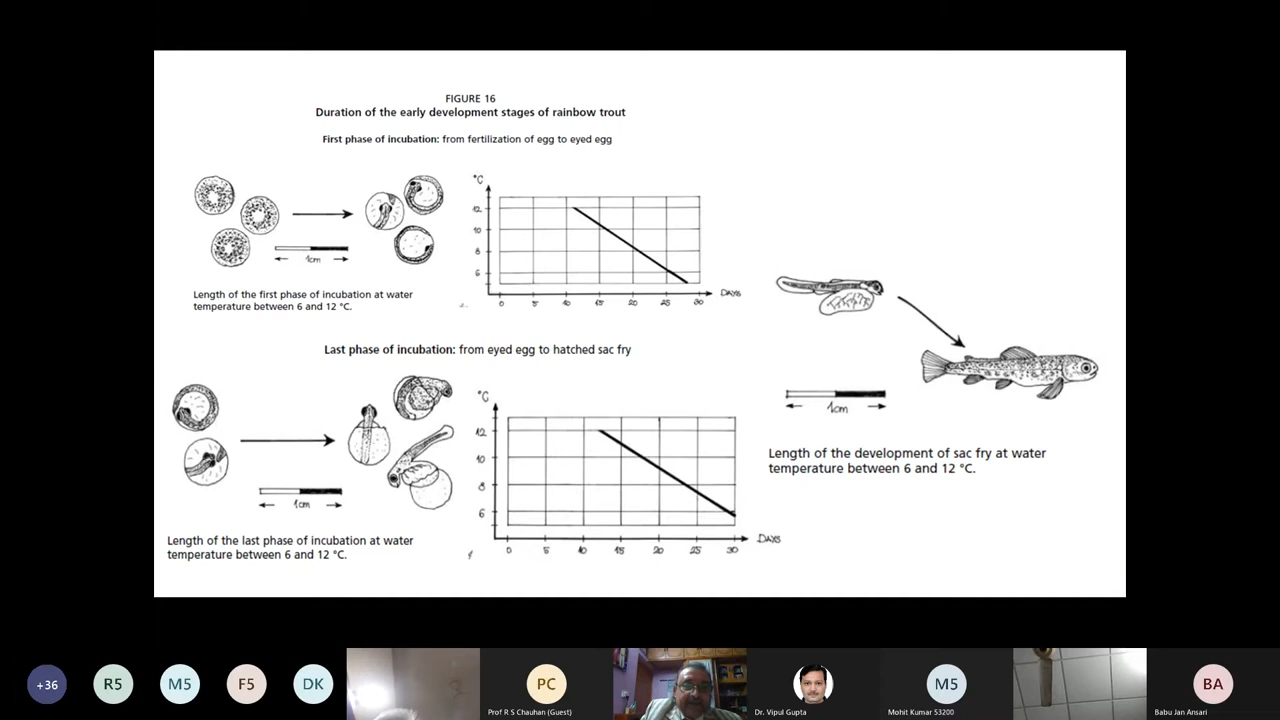 FIGURE 16
Duration of the early development stages of rainbow trout
First phase of incubation: from fertilization of egg to eyed egg
°C
12
10
8
6
0 5 10 15 20 25 30 DAYS
1cm
Length of the first phase of incubation at water
temperature between 6 and 12 °C.
Last phase of incubation: from eyed egg to hatched sac fry
°C
12
10
8
6
0 5 10 15 20 25 30 DAYS
1cm
Length of the last phase of incubation at water
temperature between 6 and 12 °C.
1cm
Length of the development of sac fry at water
temperature between 6 and 12 °C.
+36 R5 M5 F5 DK PC M5 BA
Prof R S Chauhan (Guest) Dr. Vipul Gupta Mohit Kumar 53200 Babu Jan Ansari